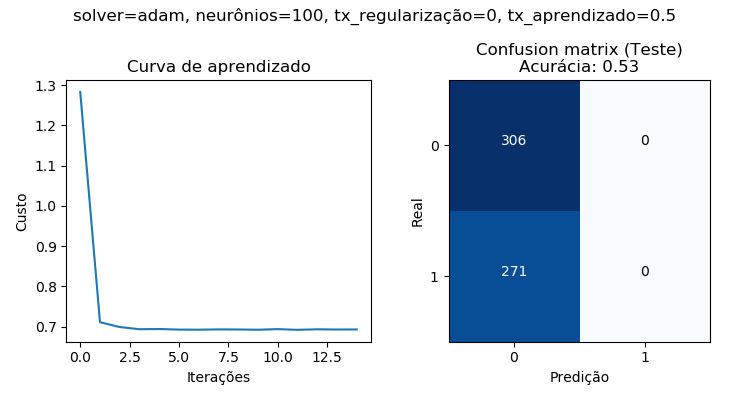 solver=adam, neurônios=100, tx_regularização=0, tx_aprendizado=0.5
Curva de aprendizado
1.3
1.2
1.1
1.0
0.9
0.8
0.7
Custo
0.0 2.5 5.0 7.5 10.0 12.5
Iterações
Confusion matrix (Teste)
Acurácia: 0.53
Real
0
306 0
1
271 0
0 1
Predição